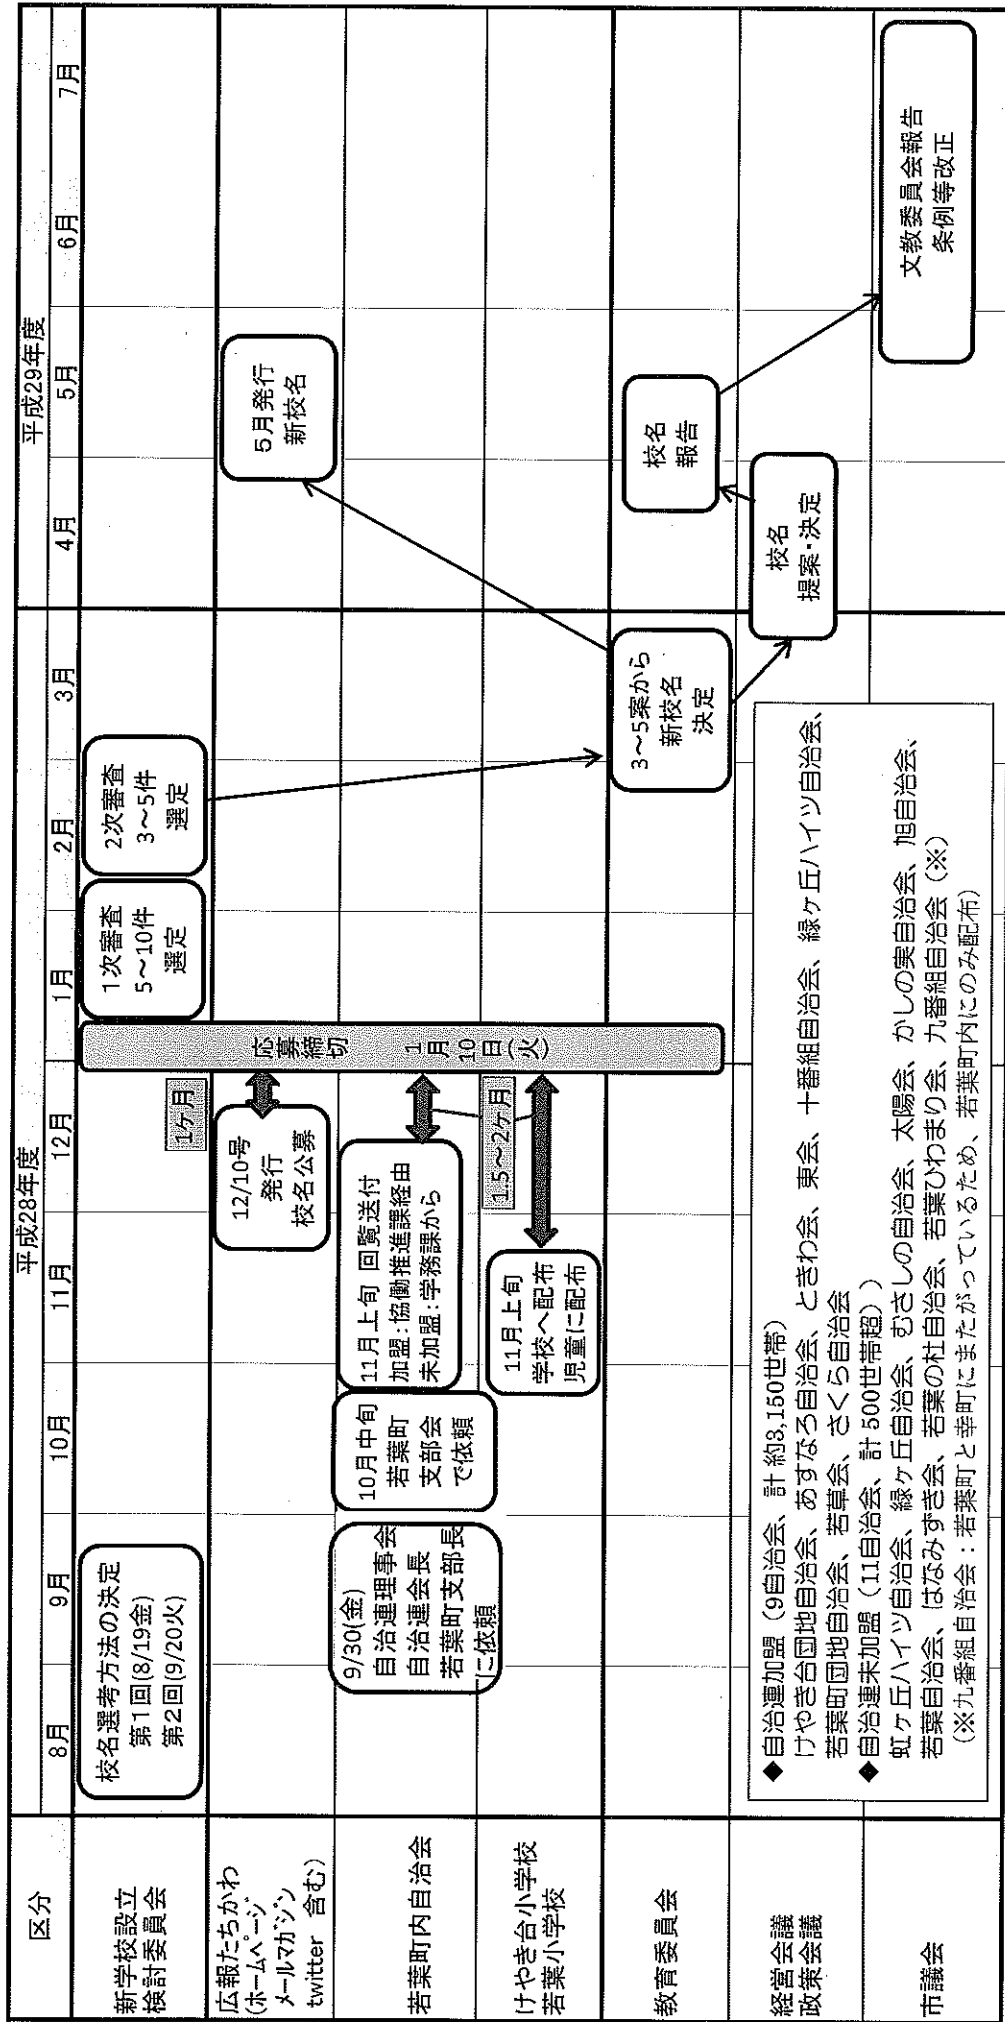 区分
平成28年度
平成29年度
8月
9月
10月
11月
12月
1月
2月
3月
4月
5月
6月
7月
新学校設立
検討委員会
校名選考方法の決定
第1回(8/19金)
第2回(9/20火)
1ケ月
1次審査
5～10件
選定
2次審査
3～5件
選定
広報たちかわ
(ホームページ
メールマガジン
twitter 含む)
12/10号
発行
校名公募
応募締切 1月10日(火)
5月発行
新校名
若葉町内自治会
9/30(金)
自治連理事会
自治連会長
若葉町支部長
に依頼
10月中旬
若葉町
支部会
で依頼
11月上旬 回覧送付
加盟:協働推進課経由
未加盟:学務課から
1.5～2ケ月
けやき台小学校
若葉小学校
11月上旬
学校へ配布
児童に配布
教育委員会
3～5案から
新校名
決定
校名
報告
経営会議
政策会議
校名
提案・決定
市議会
文教委員会報告
条例等改正
◆自治連加盟（9自治会、計 約3,150世帯）
けやき台団地自治会、あすなろ自治会、ときわ会、東会、十番組自治会、緑ヶ丘ハイツ自治会、
若葉町団地自治会、若草会、さくら自治会
◆自治連未加盟（11自治会、計 500世帯超））
虹ヶ丘ハイツ自治会、緑ヶ丘自治会、むさしの自治会、太陽会、かしの実自治会、旭自治会、
若葉自治会、はなみずき会、若葉の杜自治会、若葉ひわまり会、九番組自治会（※）
（※九番組自治会：若葉町と幸町にまたがっているため、若葉町内にのみ配布）